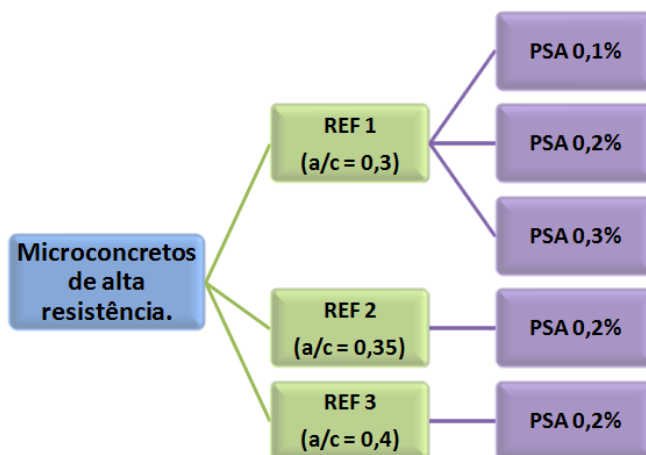 Microconcretos
de alta
resistência.
REF 1
(a/c = 0,3)
PSA 0,1%
PSA 0,2%
PSA 0,3%
REF 2
(a/c = 0,35)
PSA 0,2%
REF 3
(a/c = 0,4)
PSA 0,2%